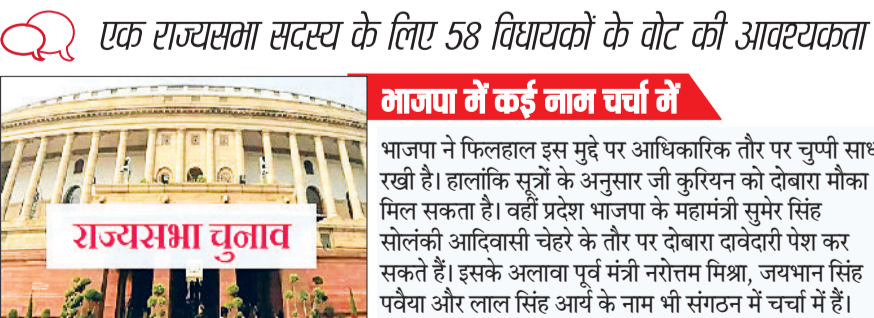 एक राज्यसभा सदस्य के लिए 58 विधायकों के वोट की आवश्यकता
भाजपा में कई नाम चर्चा में
भाजपा ने फिलहाल इस मुद्दे पर आधिकारिक तौर पर चुप्पी साध
रखी है। हालांकि सूत्रों के अनुसार जी कुरियन को दोबारा मौका
मिल सकता है। वहीं प्रदेश भाजपा के महामंत्री सुमेर सिंह
सोलंकी आदिवासी चेहरे के तौर पर दोबारा दावेदारी पेश कर
सकते हैं। इसके अलावा पूर्व मंत्री नरोत्तम मिश्रा, जयभान सिंह
पवैया और लाल सिंह आर्य के नाम भी संगठन में चर्चा में हैं।
राज्यसभा चुनाव